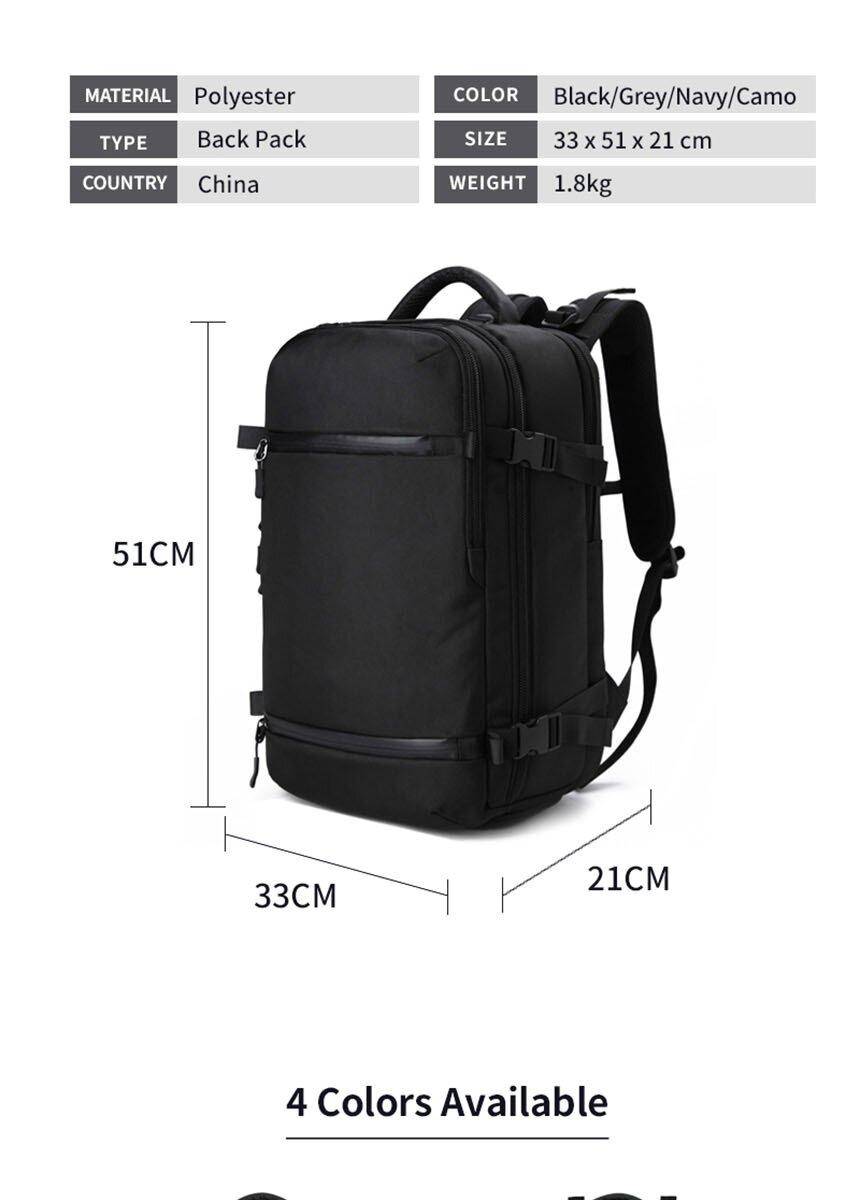 MATERIAL Polyester
COLOR Black/Grey/Navy/Camo
TYPE Back Pack
SIZE 33 x 51 x 21 cm
COUNTRY China
WEIGHT 1.8kg
51CM
33CM
21CM
4 Colors Available